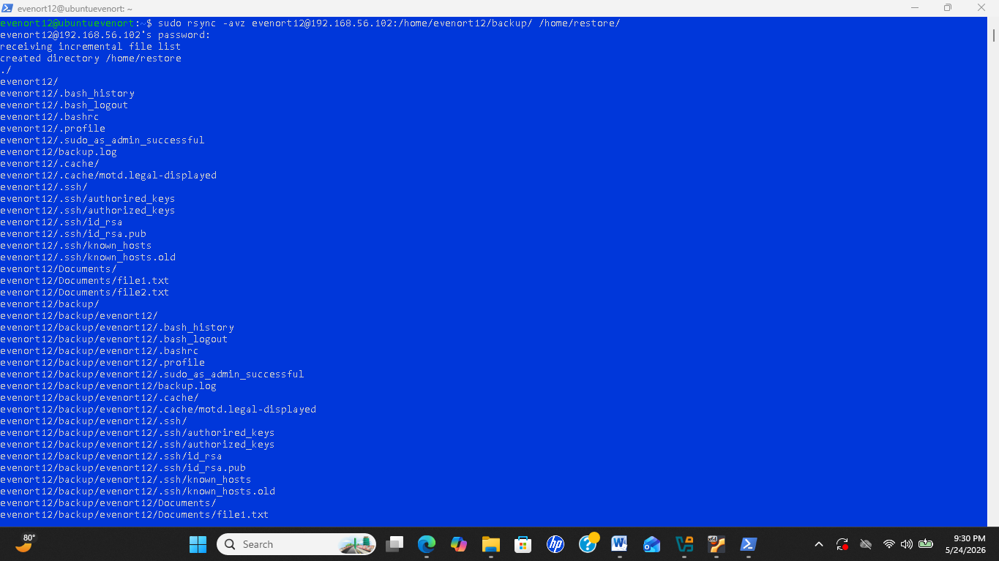 evenort12@ubuntuevenort: ~
evenort12@ubuntuevenort:~$ sudo rsync -avz evenort12@192.168.56.102:/home/evenort12/backup/ /home/restore/
evenort12@192.168.56.102's password:
receiving incremental file list
created directory /home/restore
./
evenort12/
evenort12/.bash_history
evenort12/.bash_logout
evenort12/.bashrc
evenort12/.profile
evenort12/.sudo_as_admin_successful
evenort12/backup.log
evenort12/.cache/
evenort12/.cache/motd.legal-displayed
evenort12/.ssh/
evenort12/.ssh/authorired_keys
evenort12/.ssh/authorized_keys
evenort12/.ssh/id_rsa
evenort12/.ssh/id_rsa.pub
evenort12/.ssh/known_hosts
evenort12/.ssh/known_hosts.old
evenort12/Documents/
evenort12/Documents/file1.txt
evenort12/Documents/file2.txt
evenort12/backup/
evenort12/backup/evenort12/
evenort12/backup/evenort12/.bash_history
evenort12/backup/evenort12/.bash_logout
evenort12/backup/evenort12/.bashrc
evenort12/backup/evenort12/.profile
evenort12/backup/evenort12/.sudo_as_admin_successful
evenort12/backup/evenort12/backup.log
evenort12/backup/evenort12/.cache/
evenort12/backup/evenort12/.cache/motd.legal-displayed
evenort12/backup/evenort12/.ssh/
evenort12/backup/evenort12/.ssh/authorired_keys
evenort12/backup/evenort12/.ssh/authorized_keys
evenort12/backup/evenort12/.ssh/id_rsa
evenort12/backup/evenort12/.ssh/id_rsa.pub
evenort12/backup/evenort12/.ssh/known_hosts
evenort12/backup/evenort12/.ssh/known_hosts.old
evenort12/backup/evenort12/Documents/
evenort12/backup/evenort12/Documents/file1.txt
80°
Search
hp
?
W
x64
9:30 PM
5/24/2026